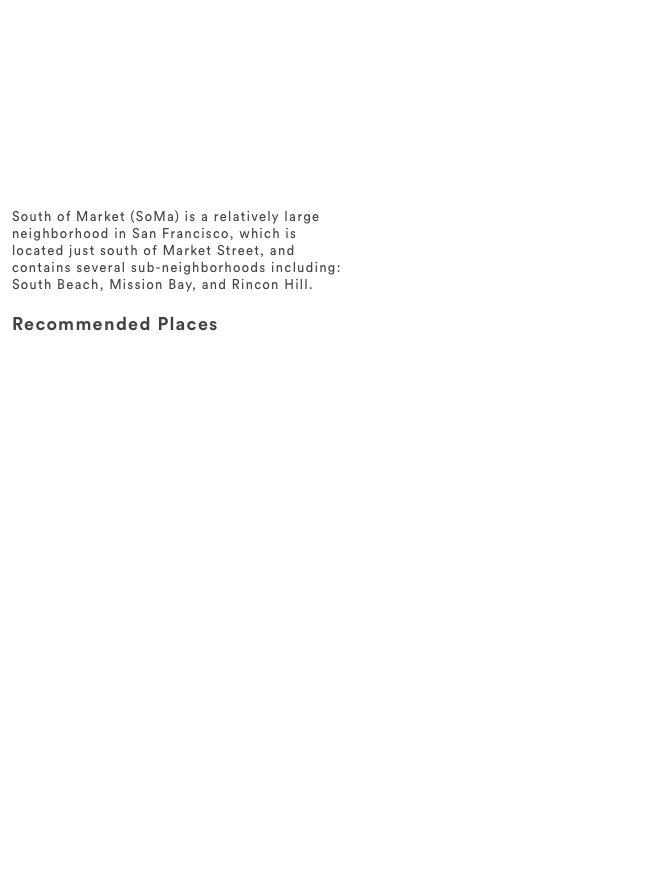 South of Market (SoMa) is a relatively large
neighborhood in San Francisco, which is
located just south of Market Street, and
contains several sub-neighborhoods including:
South Beach, Mission Bay, and Rincon Hill.
Recommended Places